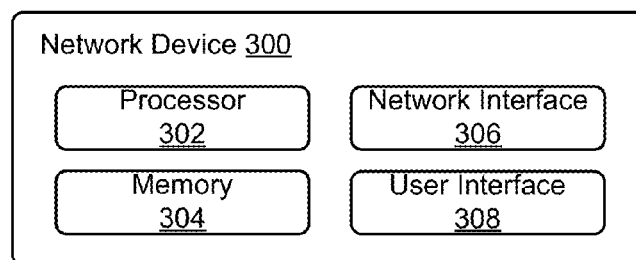 Network Device 300
Processor
302
Network Interface
306
Memory
304
User Interface
308